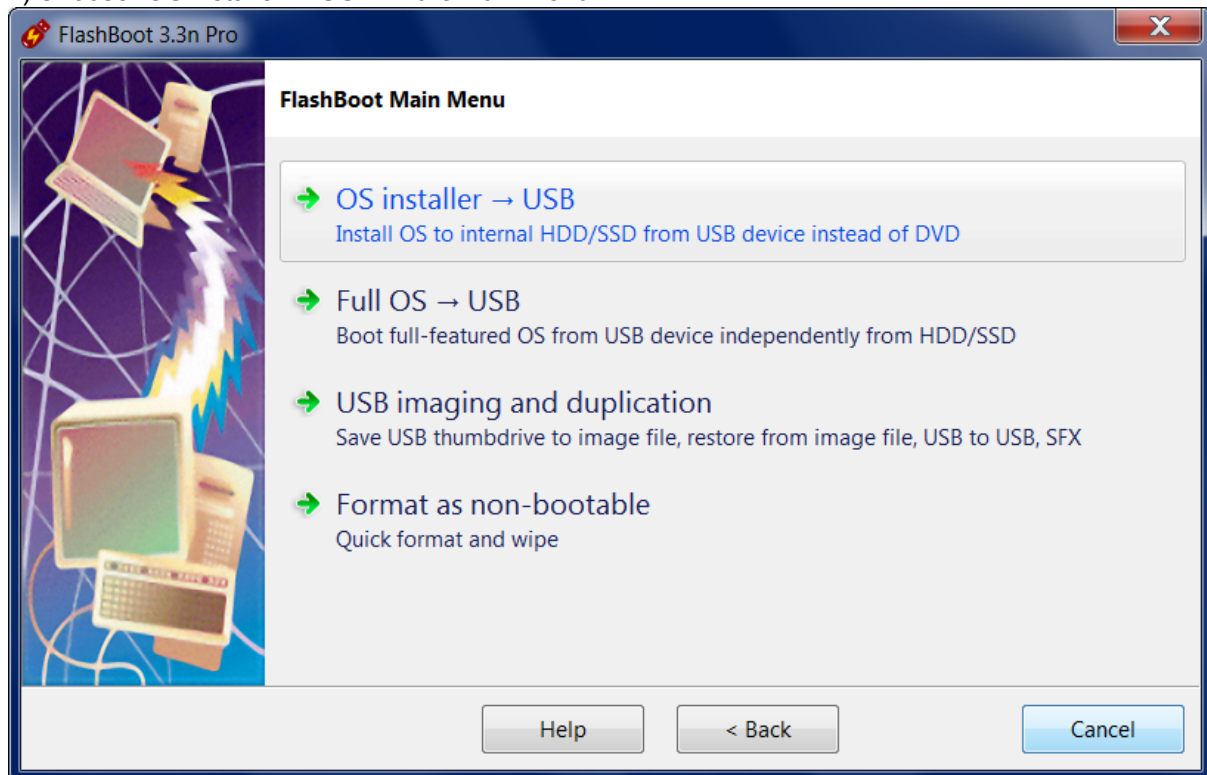 FlashBoot 3.3n Pro
FlashBoot Main Menu
OS installer → USB
Install OS to internal HDD/SSD from USB device instead of DVD
Full OS → USB
Boot full-featured OS from USB device independently from HDD/SSD
USB imaging and duplication
Save USB thumbdrive to image file, restore from image file, USB to USB, SFX
Format as non-bootable
Quick format and wipe
Help
< Back
Cancel